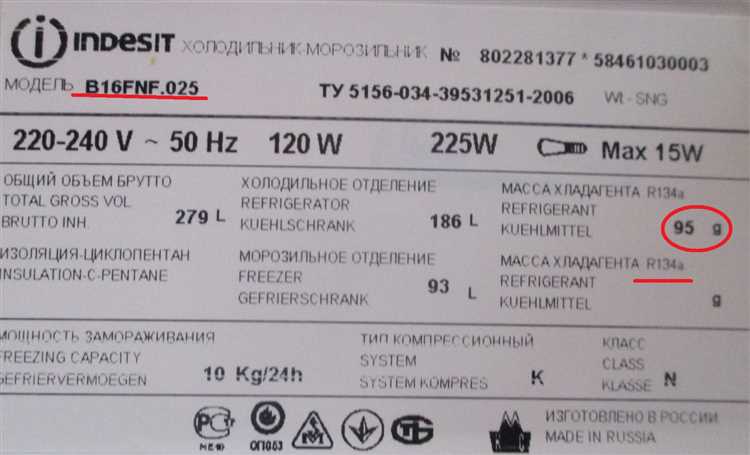 indesit ХОЛОДИЛЬНИК-МОРОЗИЛЬНИК № 802281377 * 58461030003
МОДЕЛЬ B16FNF.025 ТУ 5156-034-39531251-2006 WI - SNG
220-240 V ~ 50 Hz 120 W 225W Max 15W
ОБЩИЙ ОБЪЕМ БРУТТО ХОЛОДИЛЬНОЕ ОТДЕЛЕНИЕ МАССА ХЛАДАГЕНТА R134a
TOTAL GROSS VOL REFRIGERATOR REFRIGERANT
BRUTTO INH. 279 L KUEHLSCHRANK 186 L KUEHLMITTEL 95 g
ИЗОЛЯЦИЯ-ЦИКЛОПЕНТАН МОРОЗИЛЬНОЕ ОТДЕЛЕНИЕ МАССА ХЛАДАГЕНТА R134a
INSULATION-C-PENTANE FREEZER REFRIGERANT
GEFRIERSCHRANK 93 L KUEHLMITTEL g
МОЩНОСТЬ ЗАМОРАЖИВАНИЯ ТИП КОМПРЕССИОННЫЙ КЛАСС
FREEZING CAPACITY SYSTEM CLASS
GEFRIERVERMOEGEN 10 Kg/24h SYSTEM KOMPRES K KLASSE N
ИЗГОТОВЛЕНО В РОССИИ
МЕ10 ОП053 MADE IN RUSSIA